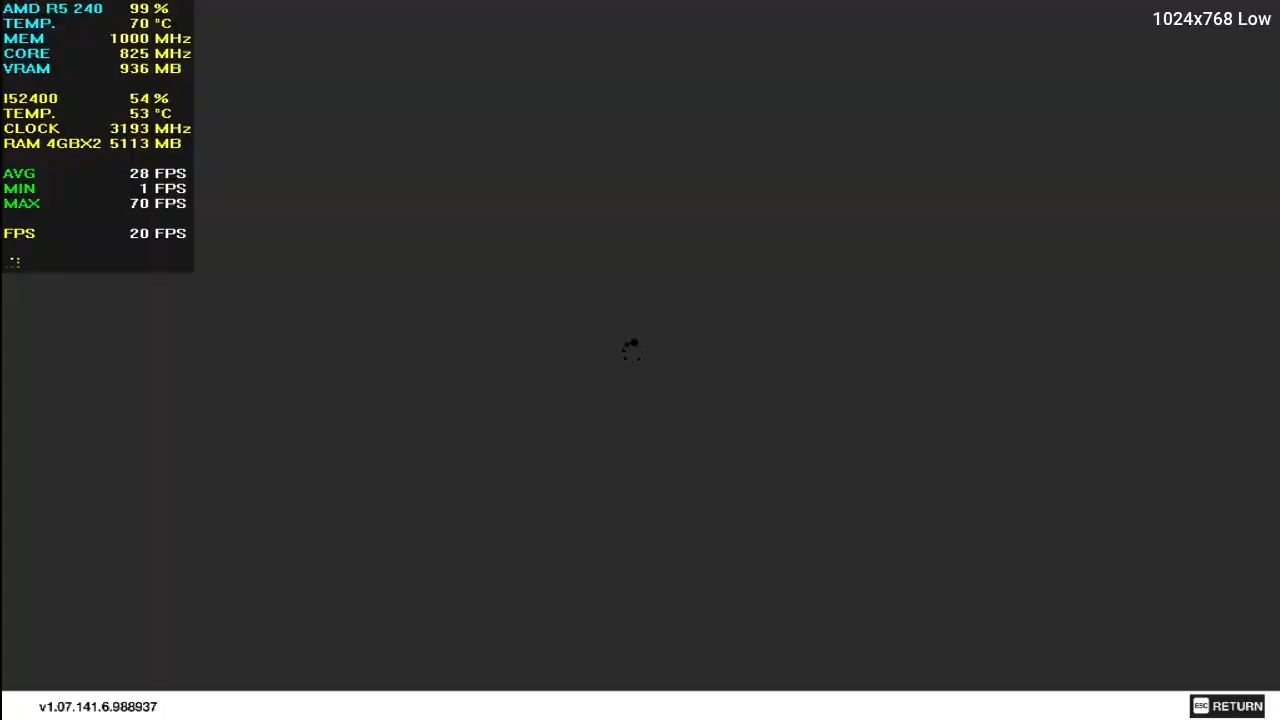 AMD R5 240 99 %
TEMP. 70 °C
MEM 1000 MHz
CORE 825 MHz
VRAM 936 MB
I52400 54 %
TEMP. 53 °C
CLOCK 3193 MHz
RAM 4GBX2 5113 MB
AVG 28 FPS
MIN 1 FPS
MAX 70 FPS
FPS 20 FPS
1024x768 Low
v1.07.141.6.988937
ESC RETURN